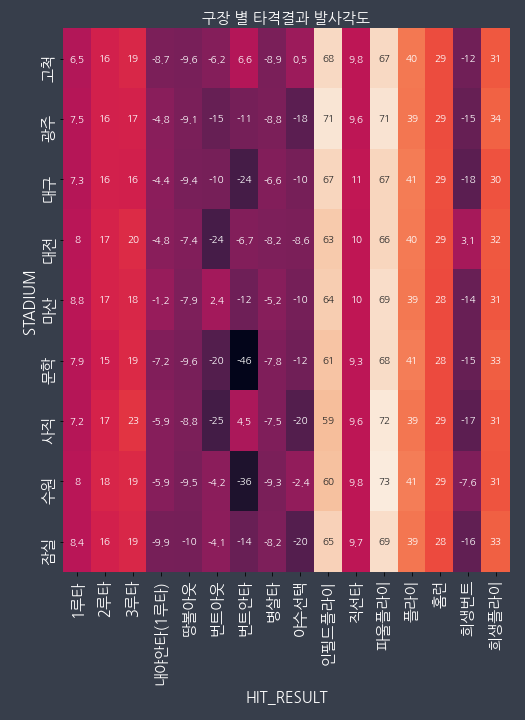 구장 별 타격결과 발사각도
STADIUM
고척 6.5 16 19 -8.7 -9.6 -6.2 6.6 -8.9 0.5 68 9.8 67 40 29 -12 31
광주 7.5 16 17 -4.8 -9.1 -15 -11 -8.8 -18 71 9.6 71 39 29 -15 34
대구 7.3 16 16 -4.4 -9.4 -10 -24 -6.6 -10 67 11 67 41 29 -18 30
대전 8 17 20 -4.8 -7.4 -24 -6.7 -8.2 -8.6 63 10 66 40 29 3.1 32
마산 8.8 17 18 -1.2 -7.9 2.4 -12 -5.2 -10 64 10 69 39 28 -14 31
문학 7.9 15 19 -7.2 -9.6 -20 -46 -7.8 -12 61 9.3 68 41 28 -15 33
사직 7.2 17 23 -5.9 -8.8 -25 4.5 -7.5 -20 59 9.6 72 39 29 -17 31
수원 8 18 19 -5.9 -9.5 -4.2 -36 -9.3 -2.4 60 9.8 73 41 29 -7.6 31
잠실 8.4 16 19 -9.9 -10 -4.1 -14 -8.2 -20 65 9.7 69 39 28 -16 33
1루타 2루타 3루타 내야안타(1루타) 땅볼아웃 번트아웃 번트안타 병살타 야수선택 인필드플라이 직선타 파울플라이 플라이 홈런 희생번트 희생플라이
HIT_RESULT